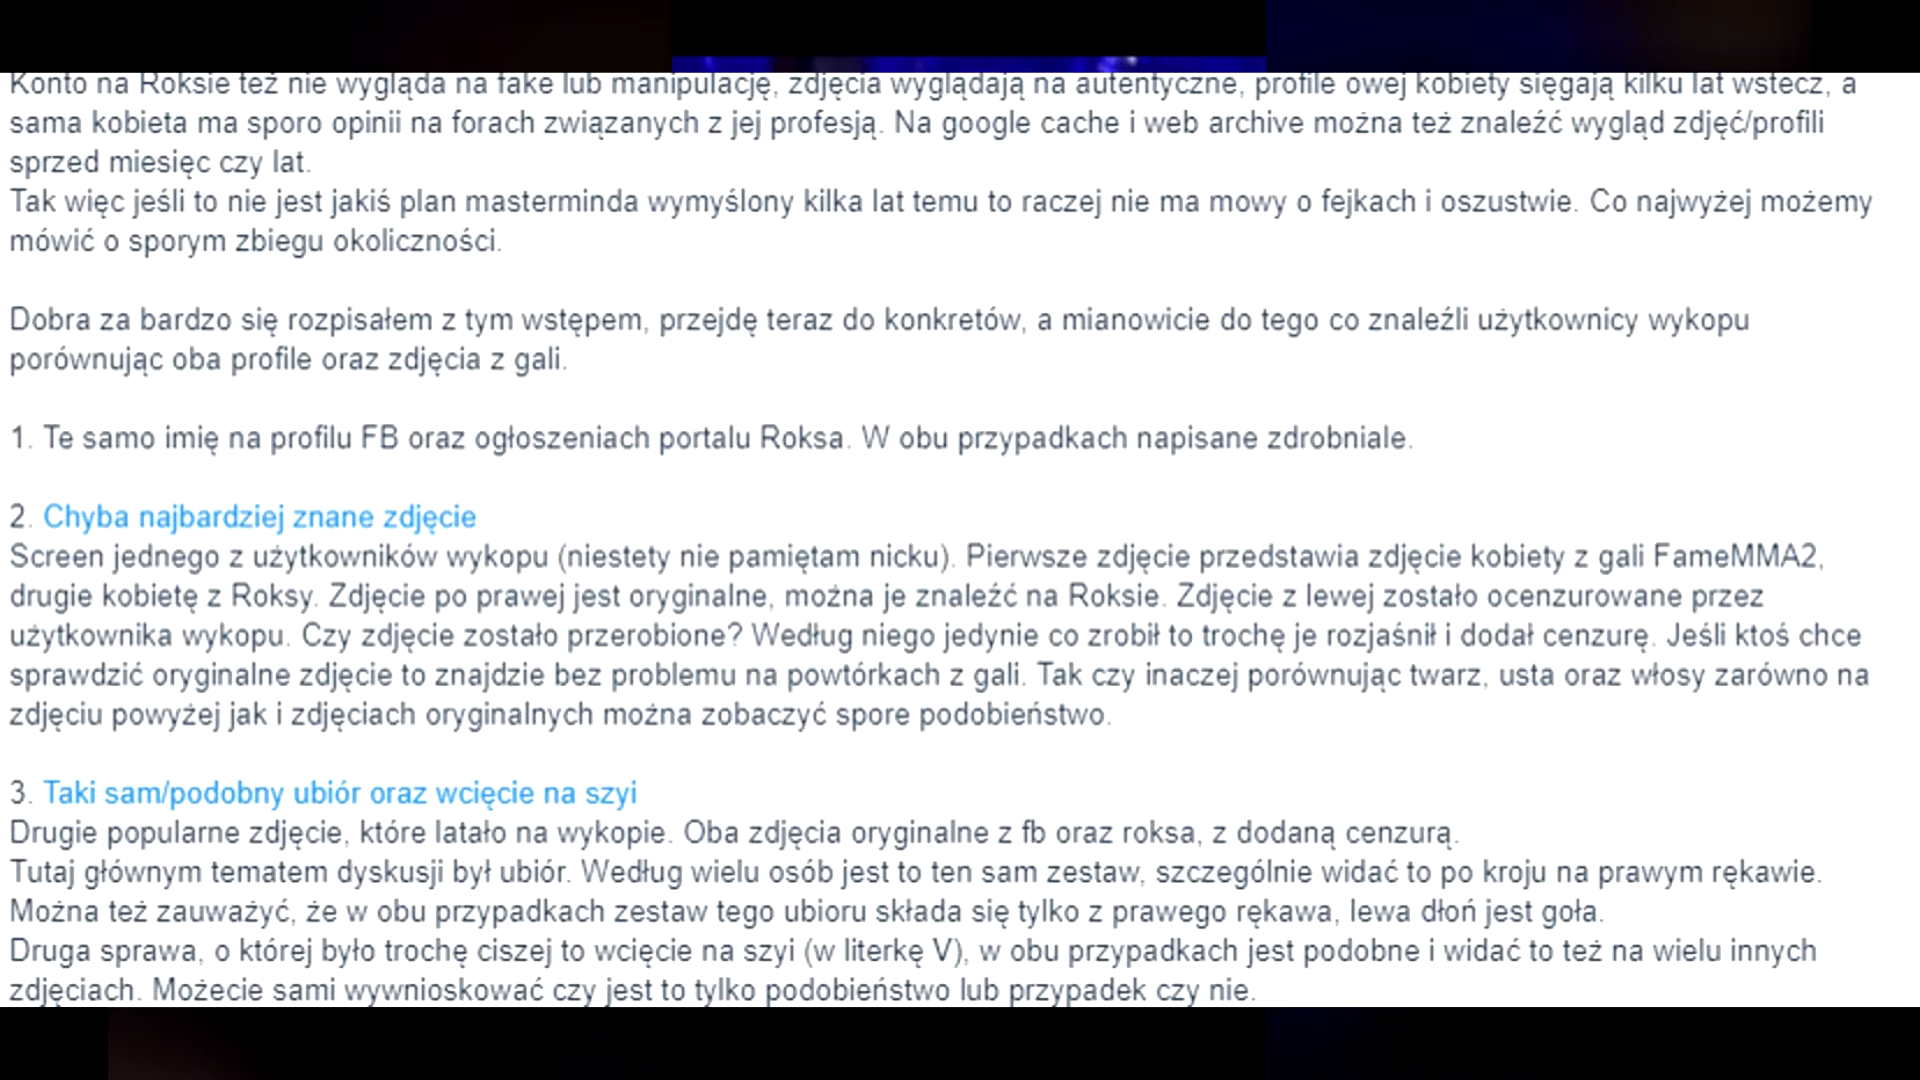 Konto na Roksie też nie wygląda na fake lub manipulację, zdjęcia wyglądają na autentyczne, profile owej kobiety sięgają kilku lat wstecz, a
sama kobieta ma sporo opinii na forach związanych z jej profesją. Na google cache i web archive można też znaleźć wygląd zdjęć/profili
sprzed miesięc czy lat.
Tak więc jeśli to nie jest jakiś plan masterminda wymyślony kilka lat temu to raczej nie ma mowy o fejkach i oszustwie. Co najwyżej możemy
mówić o sporym zbiegu okoliczności.
Dobra za bardzo się rozpisałem z tym wstępem, przejdę teraz do konkretów, a mianowicie do tego co znaleźli użytkownicy wykopu
porównując oba profile oraz zdjęcia z gali.
1. Te samo imię na profilu FB oraz ogłoszeniach portalu Roksa. W obu przypadkach napisane zdrobniale.
2. Chyba najbardziej znane zdjęcie
Screen jednego z użytkowników wykopu (niestety nie pamiętam nicku). Pierwsze zdjęcie przedstawia zdjęcie kobiety z gali FameMMA2,
drugie kobietę z Roksy. Zdjęcie po prawej jest oryginalne, można je znaleźć na Roksie. Zdjęcie z lewej zostało ocenzurowane przez
użytkownika wykopu. Czy zdjęcie zostało przerobione? Według niego jedynie co zrobił to trochę je rozjaśnił i dodał cenzurę. Jeśli ktoś chce
sprawdzić oryginalne zdjęcie to znajdzie bez problemu na powtórkach z gali. Tak czy inaczej porównując twarz, usta oraz włosy zarówno na
zdjęciu powyżej jak i zdjęciach oryginalnych można zobaczyć spore podobieństwo.
3. Taki sam/podobny ubiór oraz wcięcie na szyi
Drugie popularne zdjęcie, które latało na wykopie. Oba zdjęcia oryginalne z fb oraz roksa, z dodaną cenzurą.
Tutaj głównym tematem dyskusji był ubiór. Według wielu osób jest to ten sam zestaw, szczególnie widać to po kroju na prawym rękawie.
Można też zauważyć, że w obu przypadkach zestaw tego ubioru składa się tylko z prawego rękawa, lewa dłoń jest goła.
Druga sprawa, o której było trochę ciszej to wcięcie na szyi (w literkę V), w obu przypadkach jest podobne i widać to też na wielu innych
zdjęciach. Możecie sami wywnioskować czy jest to tylko podobieństwo lub przypadek czy nie.